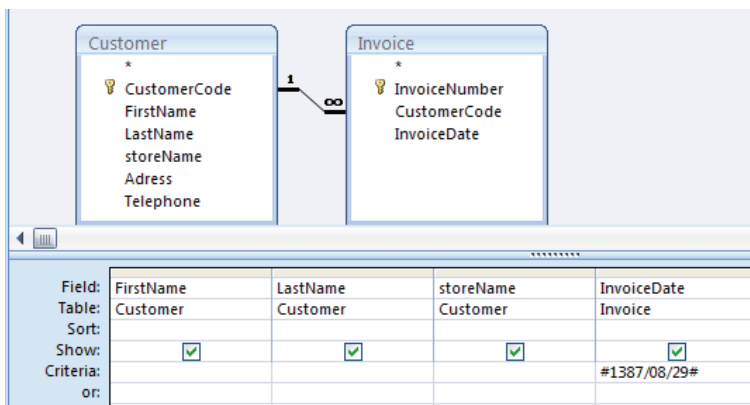 Customer
*
CustomerCode
FirstName
LastName
storeName
Adress
Telephone
1
∞
Invoice
*
InvoiceNumber
CustomerCode
InvoiceDate
Field: FirstName LastName storeName InvoiceDate
Table: Customer Customer Customer Invoice
Sort:
Show:
Criteria: #1387/08/29#
or: